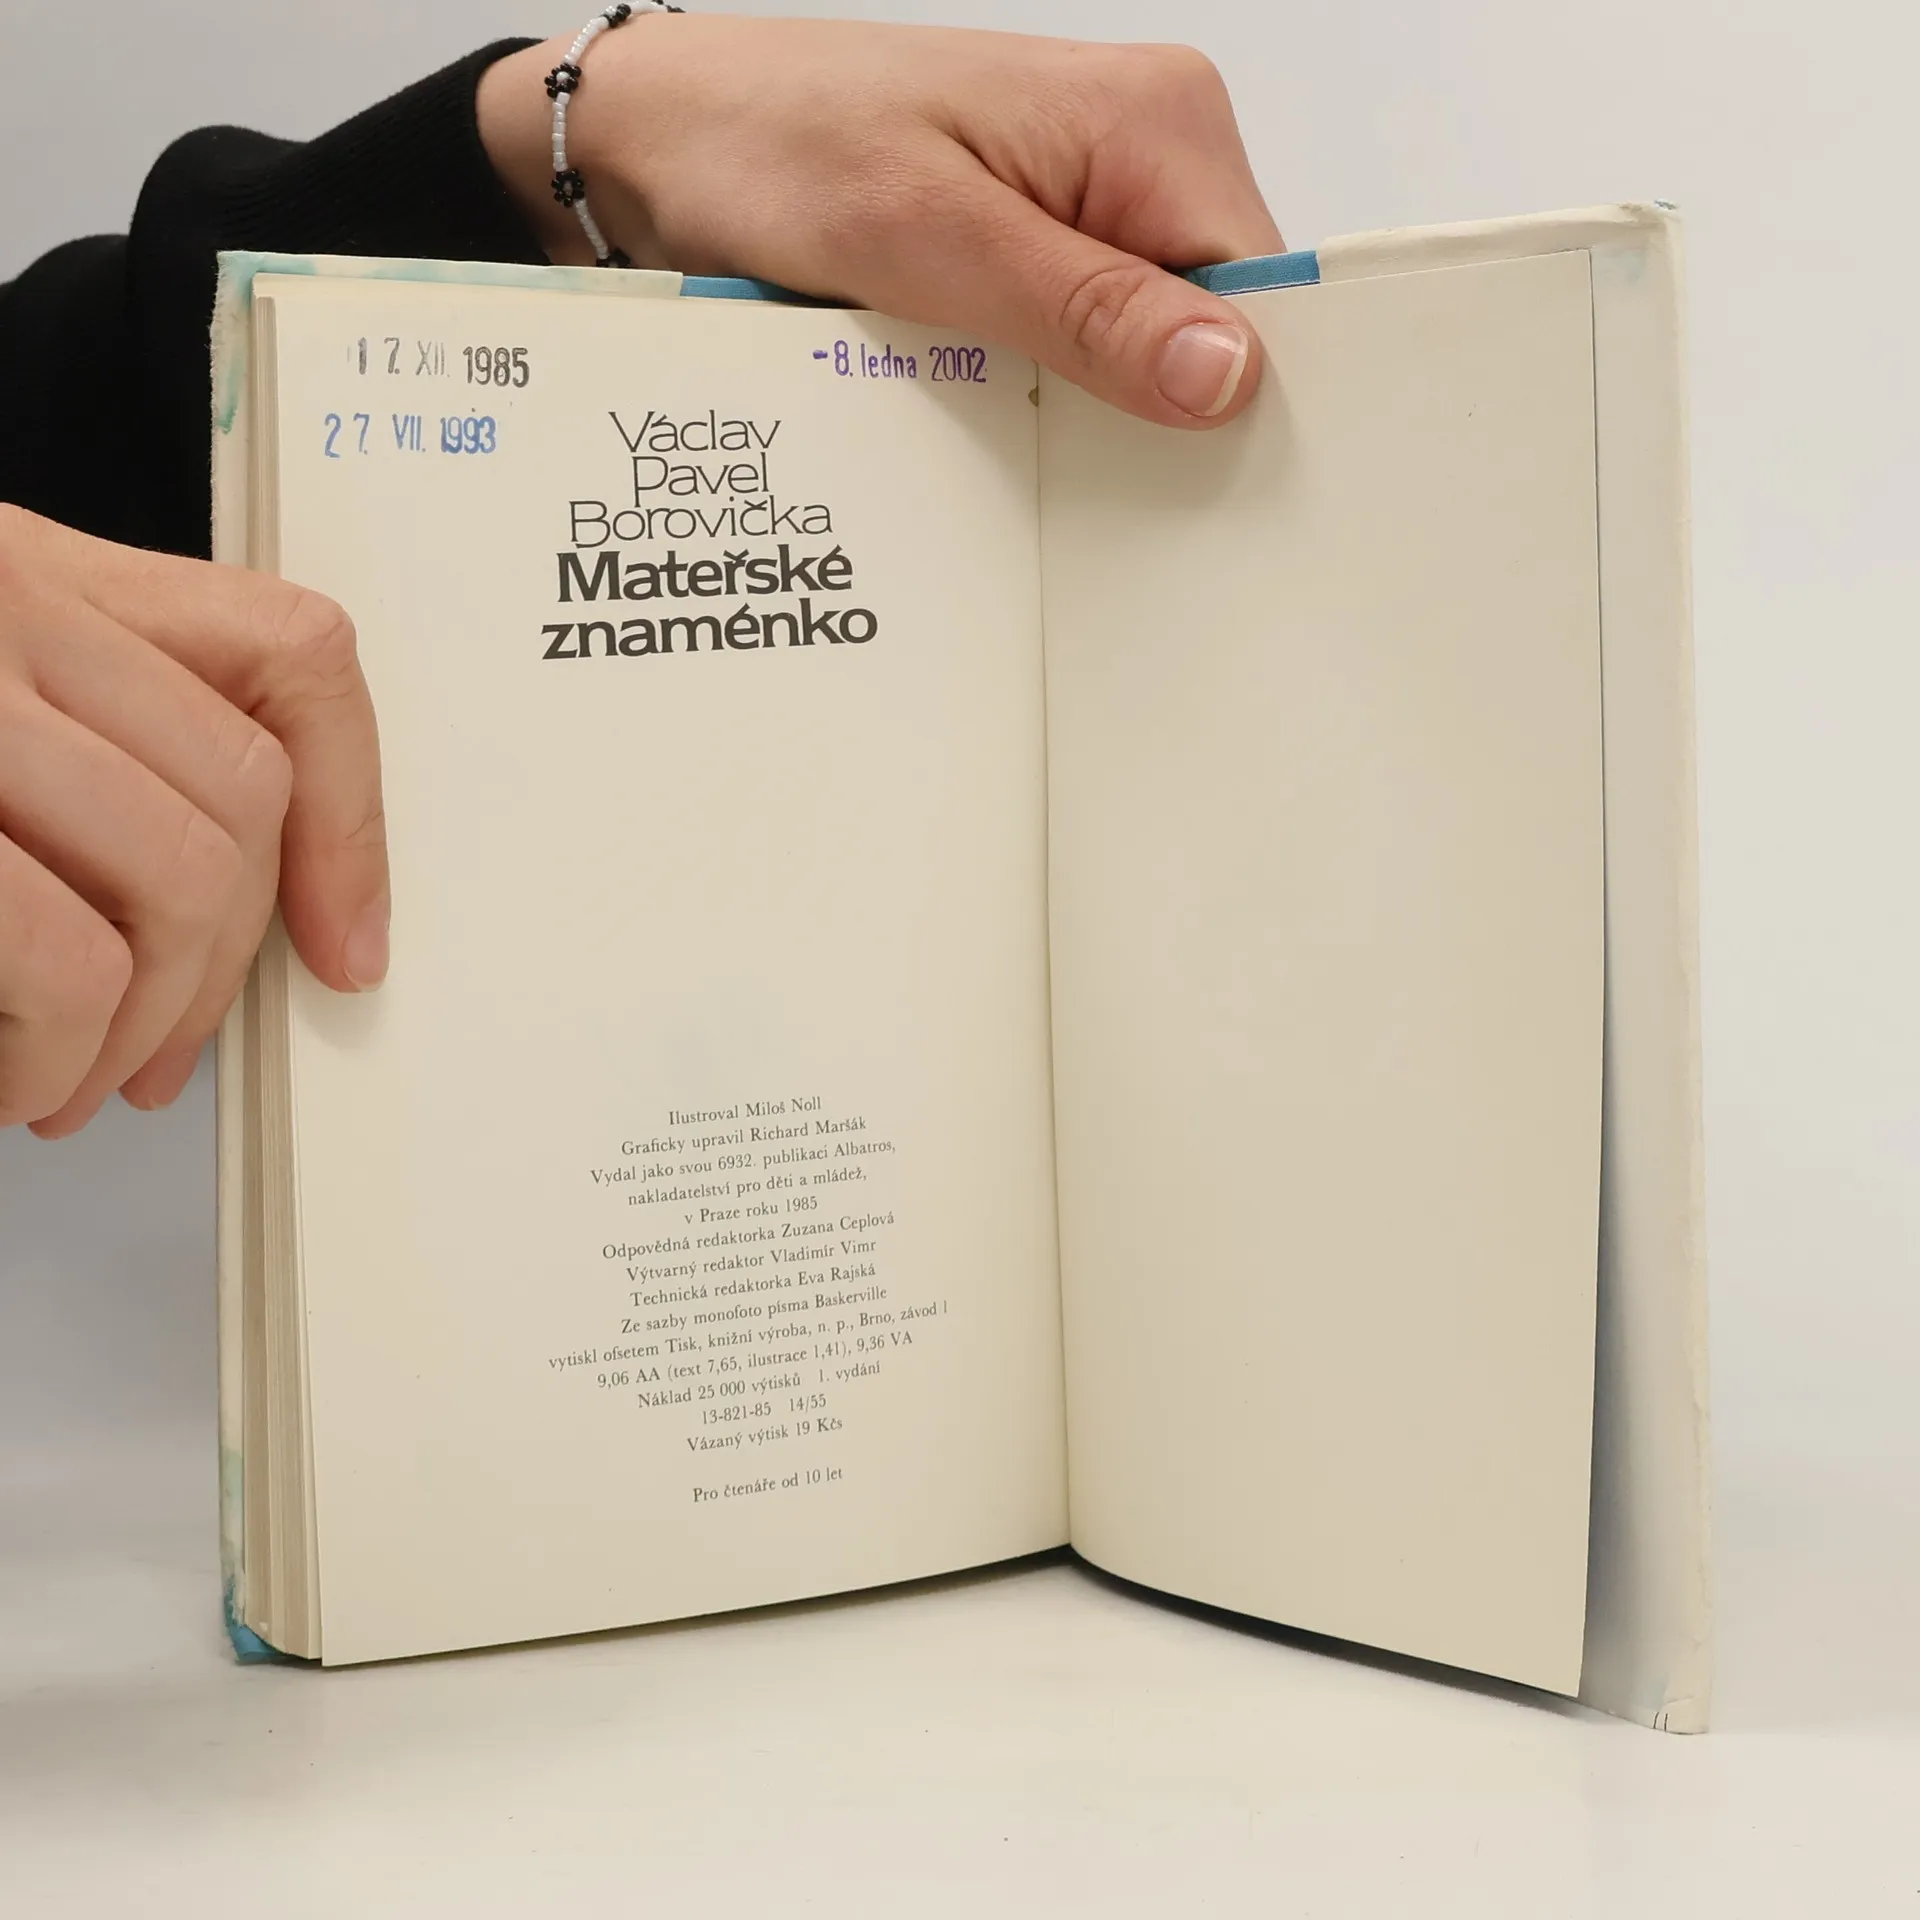 17. XII. 1985
-8. ledna 2002
27. VII. 1993
Václav
Pavel
Borovička
Mateřské
znaménko
Ilustroval Miloš Noll
Graficky upravil Richard Maršák
Vydal jako svou 6932. publikaci Albatros,
nakladatelství pro děti a mládež,
v Praze roku 1985
Odpovědná redaktorka Zuzana Ceplová
Výtvarný redaktor Vladimír Vimr
Technická redaktorka Eva Rajská
Ze sazby monofoto písma Baskerville
vytiskl ofsetem Tisk, knižní výroba, n. p., Brno, závod 1
9,06 AA (text 7,65, ilustrace 1,41), 9,36 VA
Náklad 25 000 výtisků 1. vydání
13-821-85 14/55
Vázaný výtisk 19 Kčs
Pro čtenáře od 10 let